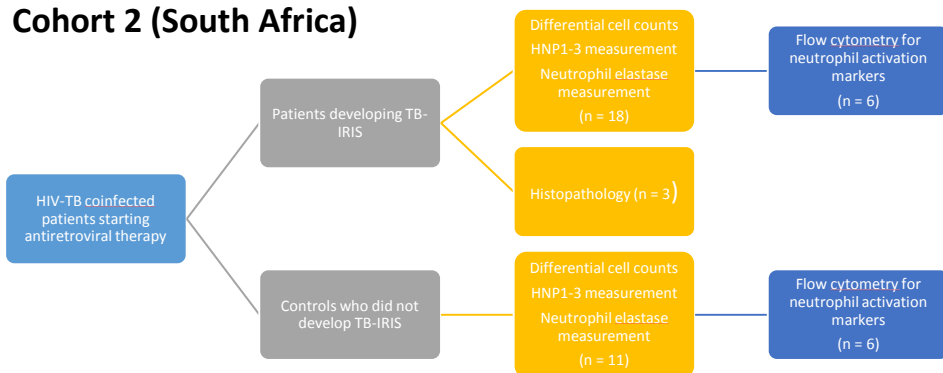 Cohort 2 (South Africa)
HIV-TB coinfected
patients starting
antiretroviral therapy
Patients developing TB-
IRIS
Controls who did not
develop TB-IRIS
Differential cell counts
HNP1-3 measurement
Neutrophil elastase
measurement
(n = 18)
Histopathology (n = 3)
Differential cell counts
HNP1-3 measurement
Neutrophil elastase
measurement
(n = 11)
Flow cytometry for
neutrophil activation
markers
(n = 6)
Flow cytometry for
neutrophil activation
markers
(n = 6)